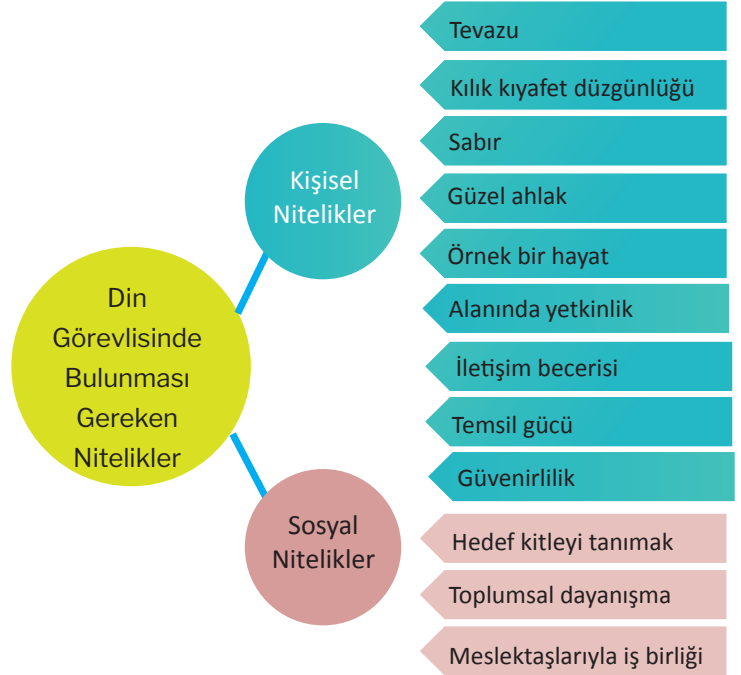 Din
Görevlisinde
Bulunması
Gereken
Nitelikler
Kişisel
Nitelikler
Tevazu
Kılık kıyafet düzgünlüğü
Sabır
Güzel ahlak
Örnek bir hayat
Alanında yetkinlik
İletişim becerisi
Temsil gücü
Güvenirlilik
Sosyal
Nitelikler
Hedef kitleyi tanımak
Toplumsal dayanışma
Meslektaşlarıyla iş birliği